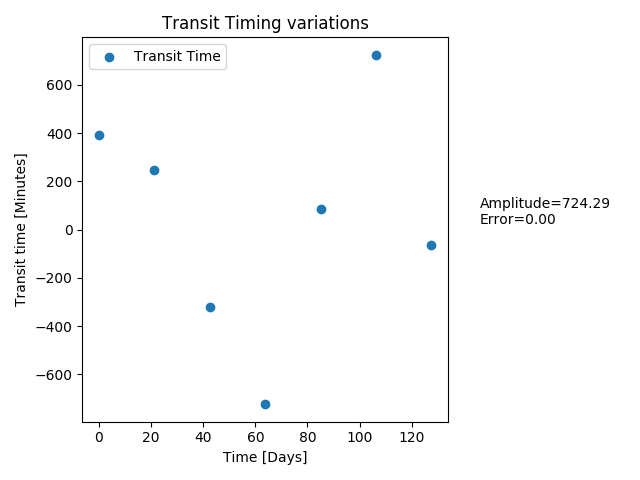 Transit Timing variations
Transit Time
Transit time [Minutes]
600
400
200
0
−200
−400
−600
0 20 40 60 80 100 120
Time [Days]
Amplitude=724.29
Error=0.00